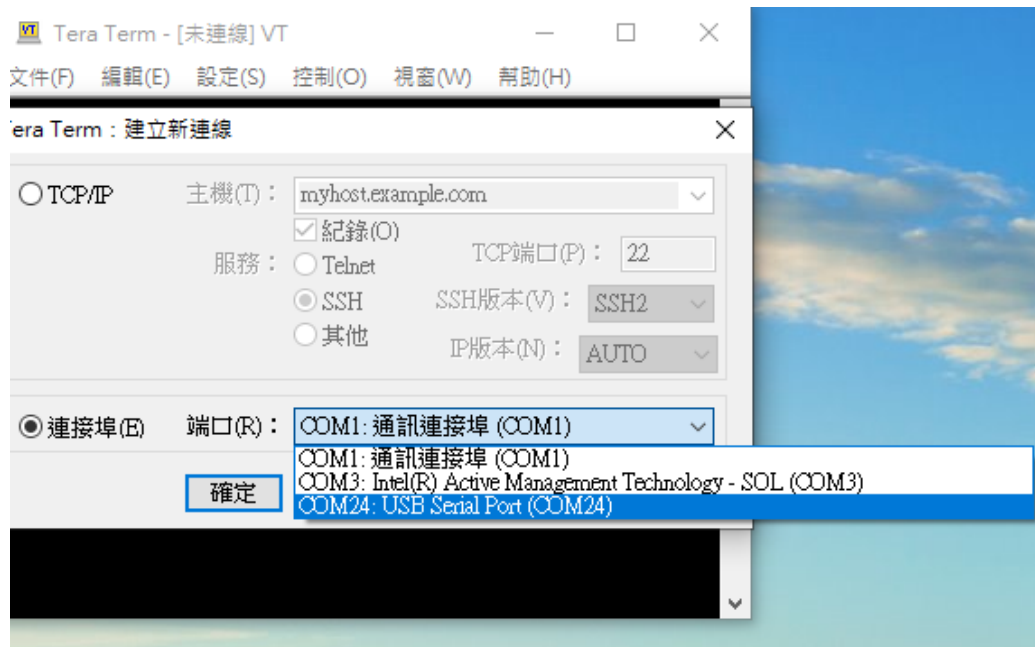 Tera Term - [未連線] VT
文件(F) 編輯(E) 設定(S) 控制(O) 視窗(W) 幫助(H)
Tera Term：建立新連線
TCP/IP 主機(T)： myhost.example.com
紀錄(O)
服務： Telnet TCP端口(P)： 22
SSH SSH版本(V)： SSH2
其他 IP版本(N)： AUTO
連接埠(E) 端口(R)： COM1: 通訊連接埠 (COM1)
COM1: 通訊連接埠 (COM1)
COM3: Intel(R) Active Management Technology - SOL (COM3)
確定
COM24: USB Serial Port (COM24)